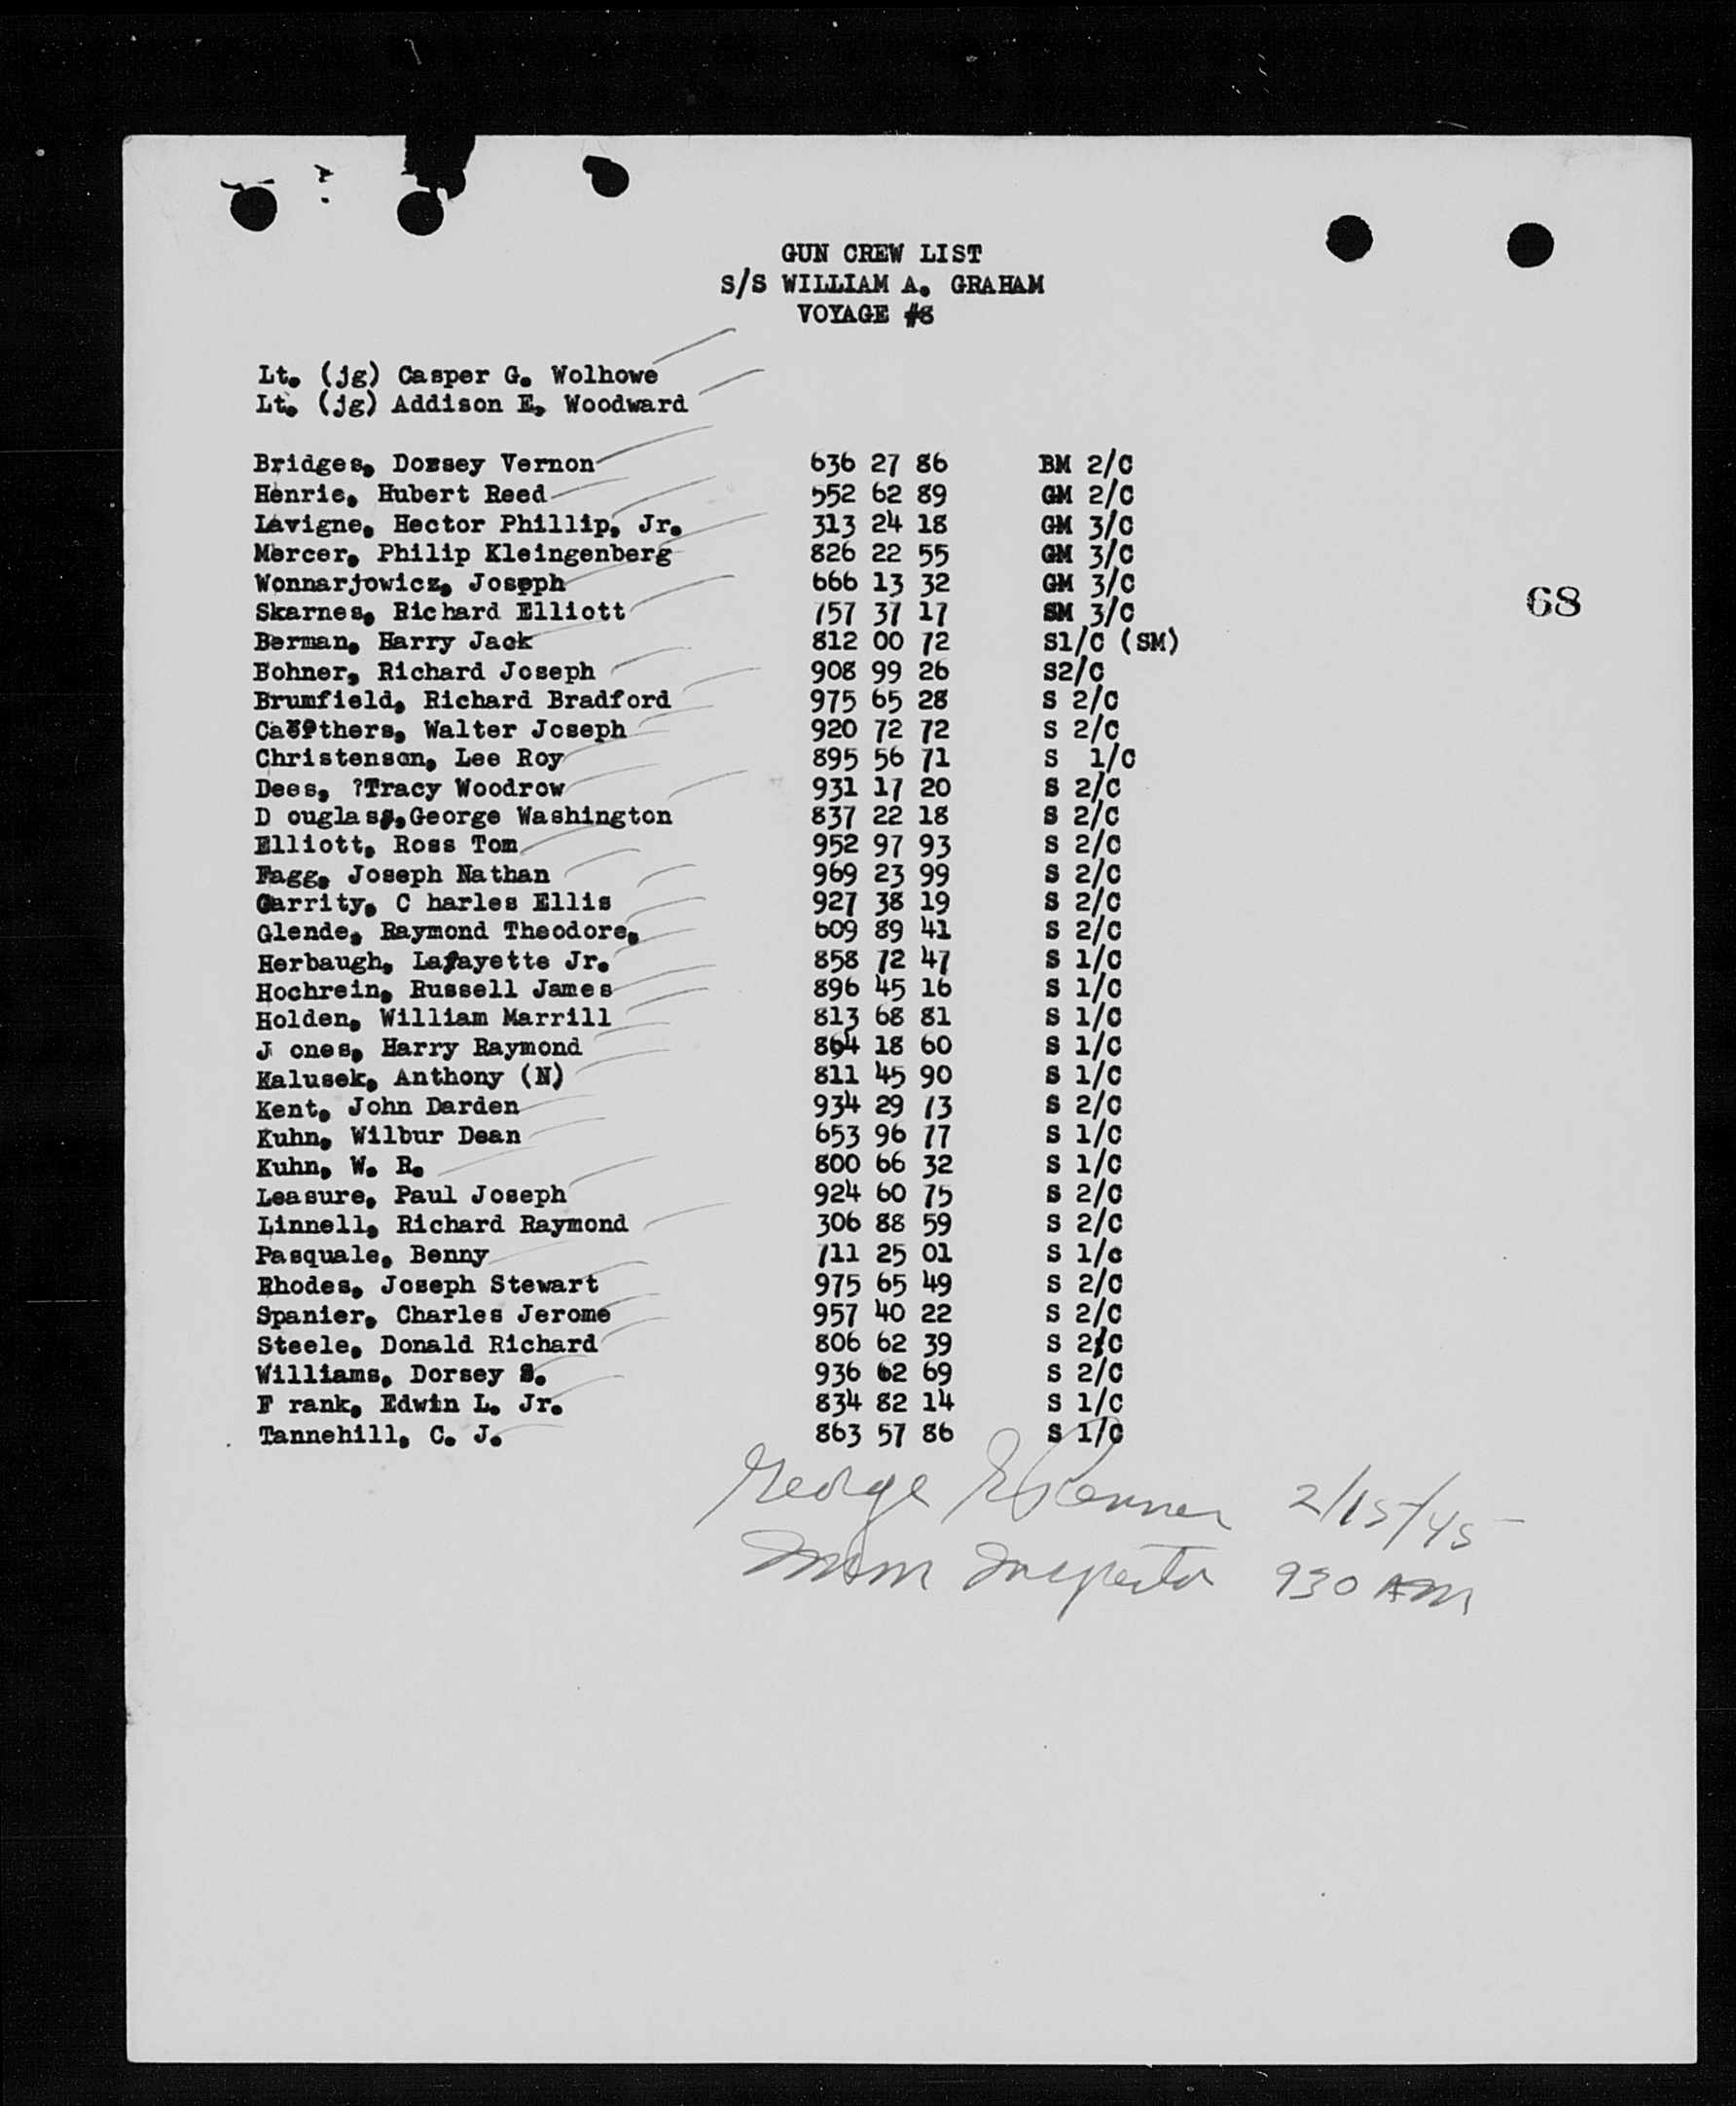 GUN CREW LIST
S/S WILLIAM A. GRAHAM
VOYAGE #8
Lt. (jg) Casper G. Wolhowe
Lt. (jg) Addison E. Woodward
Bridges, Dorsey Vernon 636 27 86 BM 2/C
Henrie, Hubert Reed 552 62 89 GM 2/C
Lavigne, Hector Phillip, Jr. 313 24 18 GM 3/C
Mercer, Philip Kleingenberg 826 22 55 GM 3/C
Wonnarjowicz, Joseph 666 13 32 GM 3/C
68
Skarnes, Richard Elliott 757 37 17 SM 3/C
Berman, Harry Jack 812 00 72 S1/C (SM)
Bohner, Richard Joseph 908 99 26 S2/C
Brumfield, Richard Bradford 975 65 28 S 2/C
Walter Joseph 920 72 72 S 2/C
Christenson, Lee Roy 895 56 71 S 1/C
Dees, ?Tracy Woodrow 931 17 20 S 2/C
D ouglass,George Washington 837 22 18 S 2/C
Elliott, Ross Tom 952 97 93 S 2/C
Fagg, Joseph Nathan 969 23 99 S 2/C
Garrity, C harles Ellis 927 38 19 S 2/C
Glende, Raymond Theodore, 609 89 41 S 2/C
Herbaugh, Lafayette Jr. 858 72 47 S 1/C
Hochrein, Russell James 896 45 16 S 1/C
Holden, William Marrill 813 68 81 S 1/C
J ones, Harry Raymond 864 18 60 S 1/C
Kalusek, Anthony (N) 811 45 90 S 1/C
Kent, John Darden 934 29 73 S 2/C
Kuhn, Wilbur Dean 653 96 77 S 1/C
Kuhn, W. R. 800 66 32 S 1/C
Leasure, Paul Joseph 924 60 75 S 2/C
Linnell, Richard Raymond 306 88 59 S 2/C
Pasquale, Benny 711 25 01 S 1/c
Rhodes, Joseph Stewart 975 65 49 S 2/C
Spanier, Charles Jerome 957 40 22 S 2/C
Steele, Donald Richard 806 62 39 S 2/C
Williams, Dorsey S. 936 62 69 S 2/C
F rank, Edwin L. Jr. 834 82 14 S 1/C
Tannehill, C. J. 863 57 86 S 1/C
George 2/15/45
Imm Inspector 930 AM